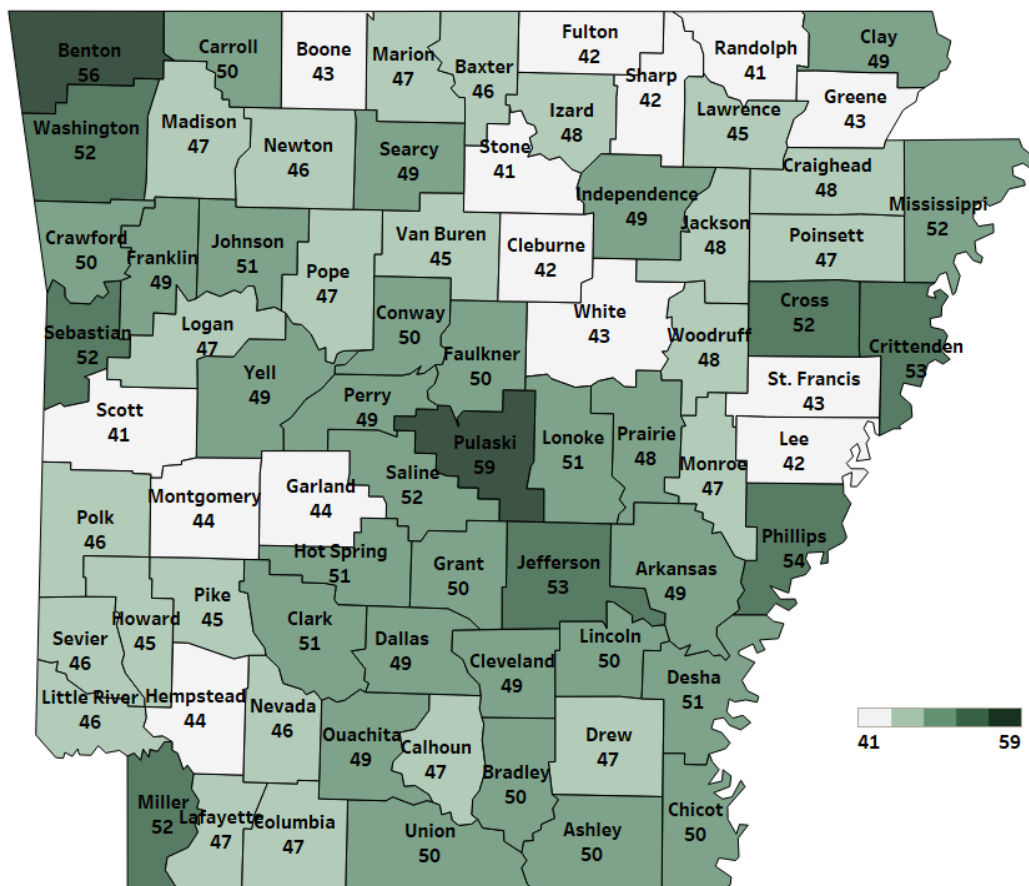 Benton
56
Carroll
50
Boone
43
Marion
47
Baxter
46
Fulton
42
Sharp
42
Randolph
41
Clay
49
Greene
43
Washington
52
Madison
47
Newton
46
Searcy
49
Stone
41
Izard
48
Lawrence
45
Independence
49
Jackson
48
Craighead
48
Mississippi
52
Poinsett
47
Crawford
50
Franklin
49
Johnson
51
Pope
47
Van Buren
45
Cleburne
42
White
43
Woodruff
48
Cross
52
Crittenden
53
Sebastian
52
Logan
47
Conway
50
Faulkner
50
St. Francis
43
Scott
41
Yell
49
Perry
49
Pulaski
59
Lonoke
51
Prairie
48
Monroe
47
Lee
42
Polk
46
Montgomery
44
Garland
44
Saline
52
Phillips
54
Hot Spring
51
Grant
50
Jefferson
53
Arkansas
49
Sevier
46
Howard
45
Pike
45
Clark
51
Dallas
49
Cleveland
49
Lincoln
50
Desha
51
Little River
46
Hempstead
44
Nevada
46
Ouachita
49
Calhoun
47
Bradley
50
Drew
47
41
59
Miller
52
Lafayette
47
Columbia
47
Union
50
Ashley
50
Chicot
50